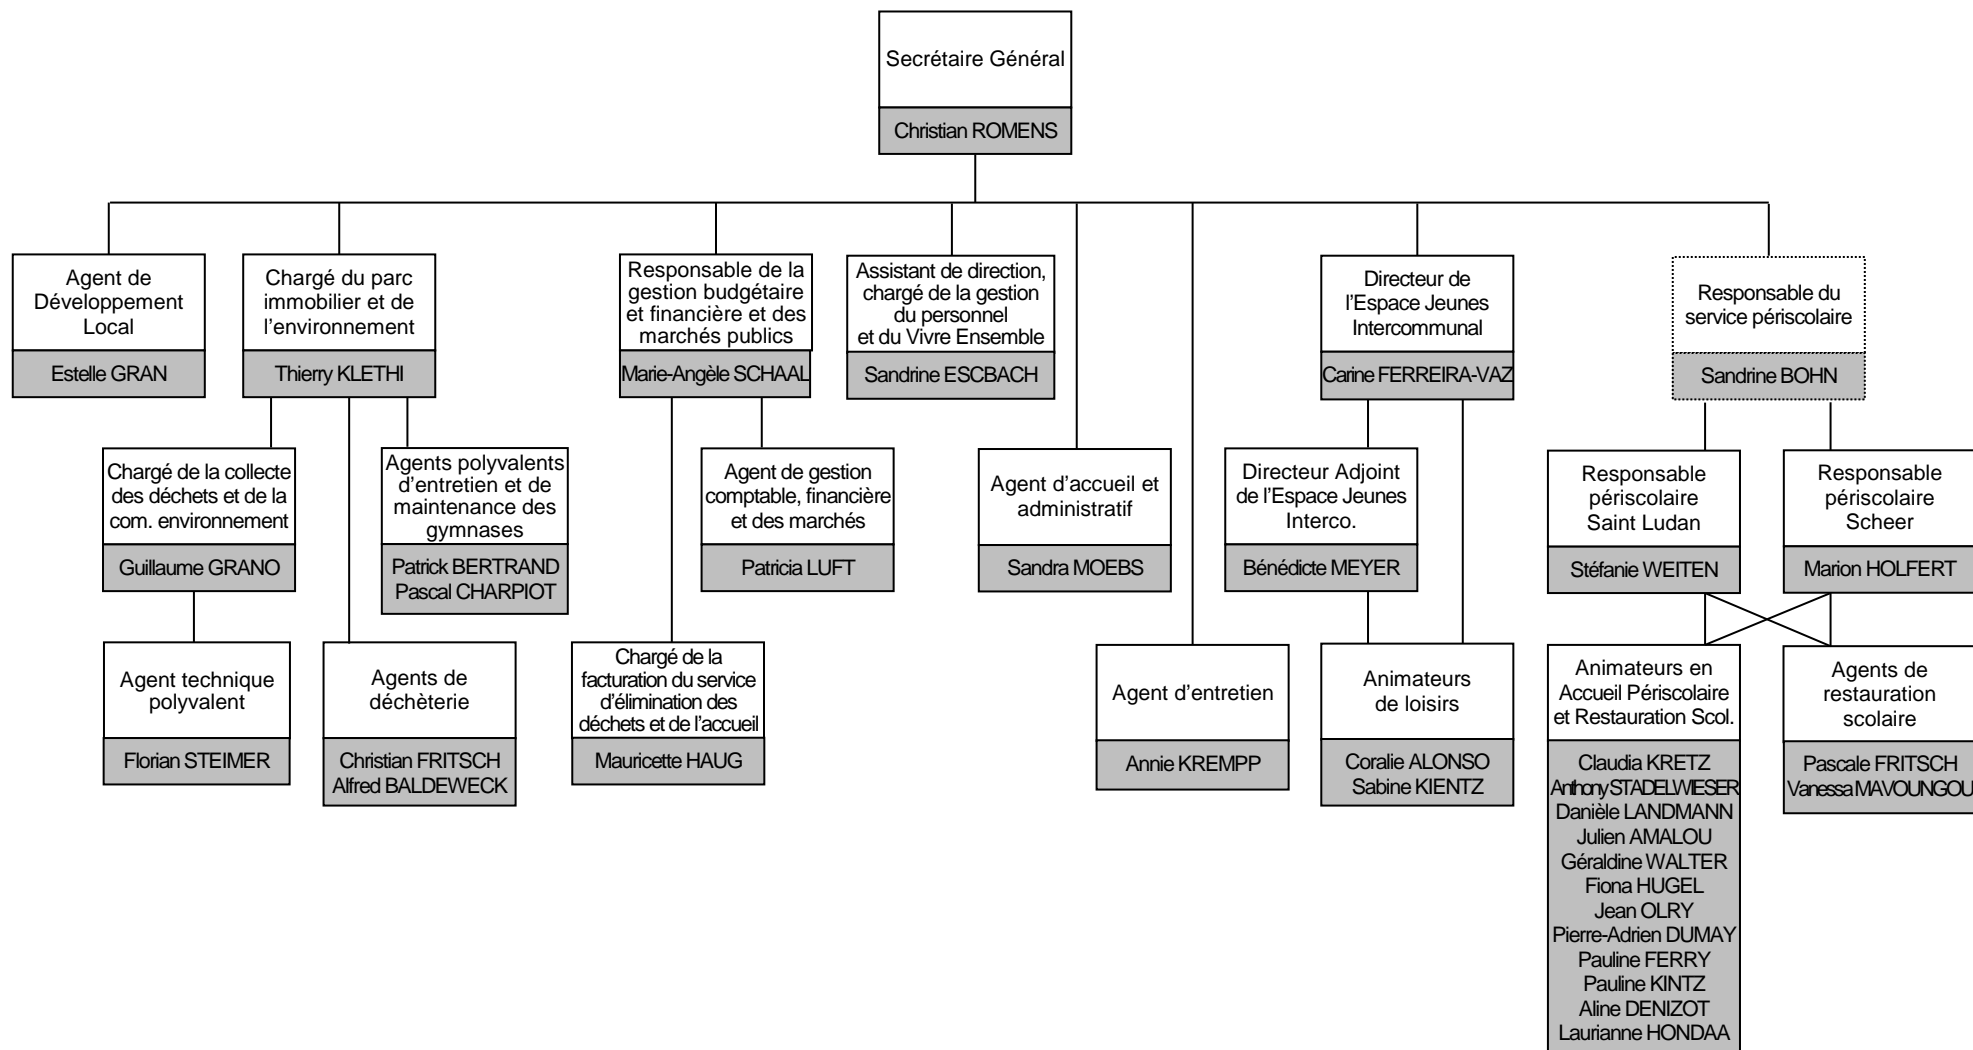 Secrétaire Général
Christian ROMENS
Agent de
Développement
Local
Estelle GRAN
Chargé du parc
immobilier et de
l’environnement
Thierry KLETHI
Responsable de la
gestion budgétaire
et financière et des
marchés publics
Marie-Angèle SCHAAL
Assistant de direction,
chargé de la gestion
du personnel
et du Vivre Ensemble
Sandrine ESCBACH
Directeur de
l’Espace Jeunes
Intercommunal
Carine FERREIRA-VAZ
Responsable du
service périscolaire
Sandrine BOHN
Chargé de la collecte
des déchets et de la
com. environnement
Guillaume GRANO
Agents polyvalents
d’entretien et de
maintenance des
gymnases
Patrick BERTRAND
Pascal CHARPIOT
Agent de gestion
comptable, financière
et des marchés
Patricia LUFT
Agent d’accueil et
administratif
Sandra MOEBS
Directeur Adjoint
de l’Espace Jeunes
Interco.
Bénédicte MEYER
Responsable
périscolaire
Saint Ludan
Stéfanie WEITEN
Responsable
périscolaire
Scheer
Marion HOLFERT
Agent technique
polyvalent
Florian STEIMER
Agents de
déchèterie
Christian FRITSCH
Alfred BALDEWECK
Chargé de la
facturation du service
d’élimination des
déchets et de l’accueil
Mauricette HAUG
Agent d’entretien
Annie KREMPP
Animateurs
de loisirs
Coralie ALONSO
Sabine KIENTZ
Animateurs en
Accueil Périscolaire
et Restauration Scol.
Claudia KRETZ
Anthony STADELWIESER
Danièle LANDMANN
Julien AMALOU
Géraldine WALTER
Fiona HUGEL
Jean OLRY
Pierre-Adrien DUMAY
Pauline FERRY
Pauline KINTZ
Aline DENIZOT
Laurianne HONDAA
Agents de
restauration
scolaire
Pascale FRITSCH
Vanessa MAVOUNGOU